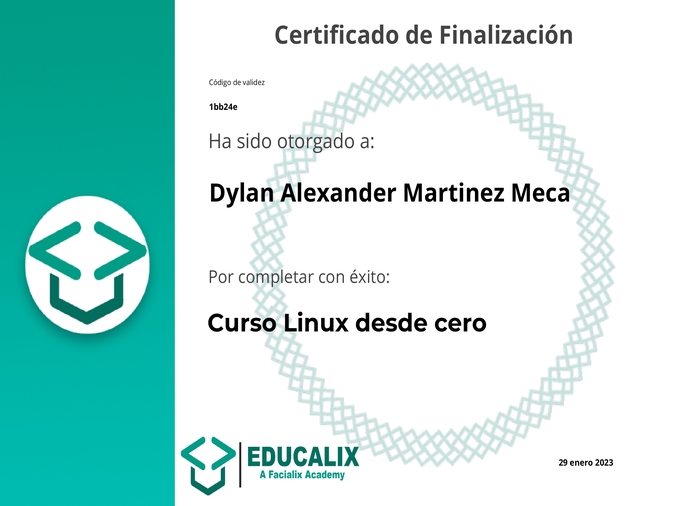 Certificado de Finalización
Código de validez
1bb24e
Ha sido otorgado a:
Dylan Alexander Martinez Meca
Por completar con éxito:
Curso Linux desde cero
EDUCALIX
A Facialix Academy
29 enero 2023